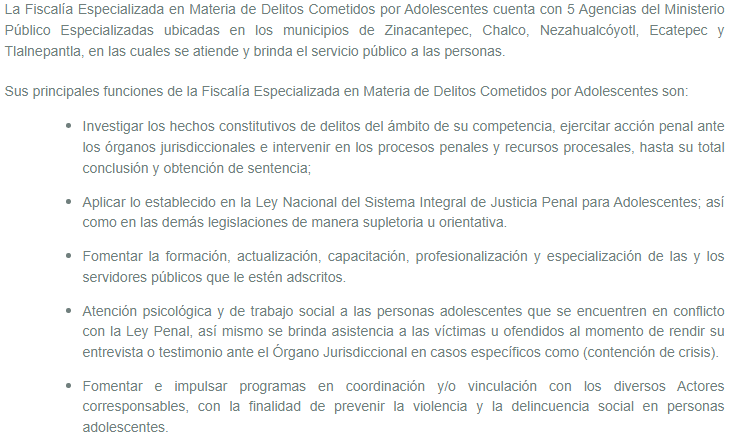 La Fiscalía Especializada en Materia de Delitos Cometidos por Adolescentes cuenta con 5 Agencias del Ministerio
Público Especializadas ubicadas en los municipios de Zinacantepec, Chalco, Nezahualcóyotl, Ecatepec y
Tlalnepantla, en las cuales se atiende y brinda el servicio público a las personas.
Sus principales funciones de la Fiscalía Especializada en Materia de Delitos Cometidos por Adolescentes son:
• Investigar los hechos constitutivos de delitos del ámbito de su competencia, ejercitar acción penal ante
los órganos jurisdiccionales e intervenir en los procesos penales y recursos procesales, hasta su total
conclusión y obtención de sentencia;
• Aplicar lo establecido en la Ley Nacional del Sistema Integral de Justicia Penal para Adolescentes; así
como en las demás legislaciones de manera supletoria u orientativa.
• Fomentar la formación, actualización, capacitación, profesionalización y especialización de las y los
servidores públicos que le estén adscritos.
• Atención psicológica y de trabajo social a las personas adolescentes que se encuentren en conflicto
con la Ley Penal, así mismo se brinda asistencia a las víctimas u ofendidos al momento de rendir su
entrevista o testimonio ante el Órgano Jurisdiccional en casos específicos como (contención de crisis).
• Fomentar e impulsar programas en coordinación y/o vinculación con los diversos Actores
corresponsables, con la finalidad de prevenir la violencia y la delincuencia social en personas
adolescentes.